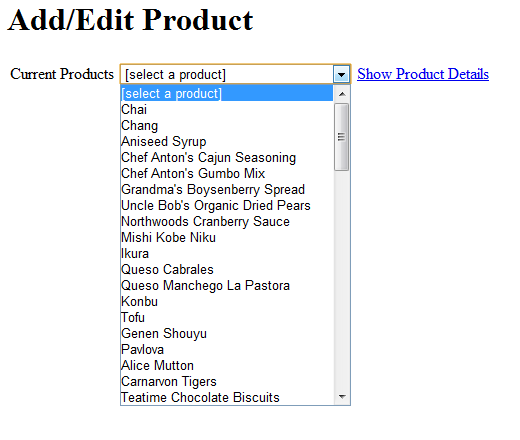 Add/Edit Product
Current Products [select a product] Show Product Details
[select a product]
Chai
Chang
Aniseed Syrup
Chef Anton's Cajun Seasoning
Chef Anton's Gumbo Mix
Grandma's Boysenberry Spread
Uncle Bob's Organic Dried Pears
Northwoods Cranberry Sauce
Mishi Kobe Niku
Ikura
Queso Cabrales
Queso Manchego La Pastora
Konbu
Tofu
Genen Shouyu
Pavlova
Alice Mutton
Carnarvon Tigers
Teatime Chocolate Biscuits